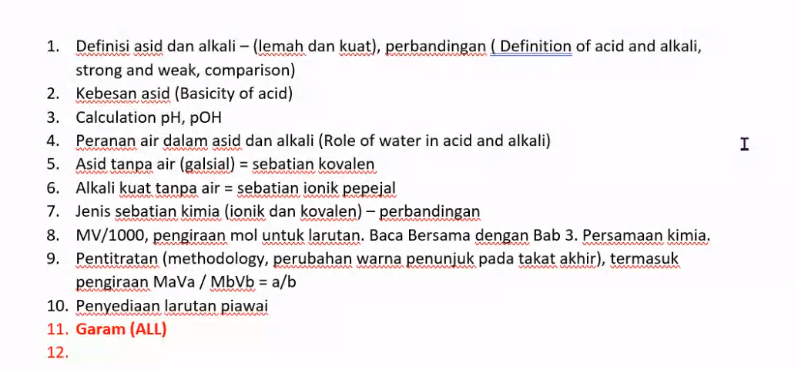 1. Definisi asid dan alkali – (lemah dan kuat), perbandingan ( Definition of acid and alkali,
strong and weak, comparison)
2. Kebesan asid (Basicity of acid)
3. Calculation pH, pOH
4. Peranan air dalam asid dan alkali (Role of water in acid and alkali)
5. Asid tanpa air (galsial) = sebatian kovalen
6. Alkali kuat tanpa air = sebatian ionik pepejal
7. Jenis sebatian kimia (ionik dan kovalen) – perbandingan
8. MV/1000, pengiraan mol untuk larutan. Baca Bersama dengan Bab 3. Persamaan kimia.
9. Pentitratan (methodology, perubahan warna penunjuk pada takat akhir), termasuk
pengiraan MaVa / MbVb = a/b
10. Penyediaan larutan piawai
11. Garam (ALL)
12.